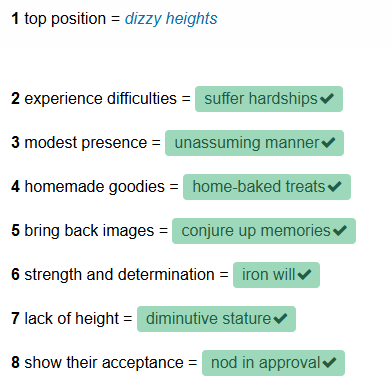 1 top position = dizzy heights
2 experience difficulties = suffer hardships✔
3 modest presence = unassuming manner✔
4 homemade goodies = home-baked treats✔
5 bring back images = conjure up memories✔
6 strength and determination = iron will✔
7 lack of height = diminutive stature✔
8 show their acceptance = nod in approval✔